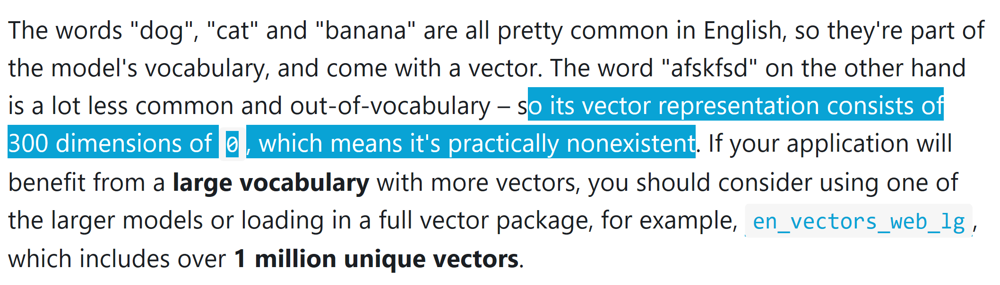 The words "dog", "cat" and "banana" are all pretty common in English, so they're part of
the model's vocabulary, and come with a vector. The word "afskfsd" on the other hand
is a lot less common and out-of-vocabulary – so its vector representation consists of
300 dimensions of 0, which means it's practically nonexistent. If your application will
benefit from a large vocabulary with more vectors, you should consider using one of
the larger models or loading in a full vector package, for example, en_vectors_web_lg,
which includes over 1 million unique vectors.